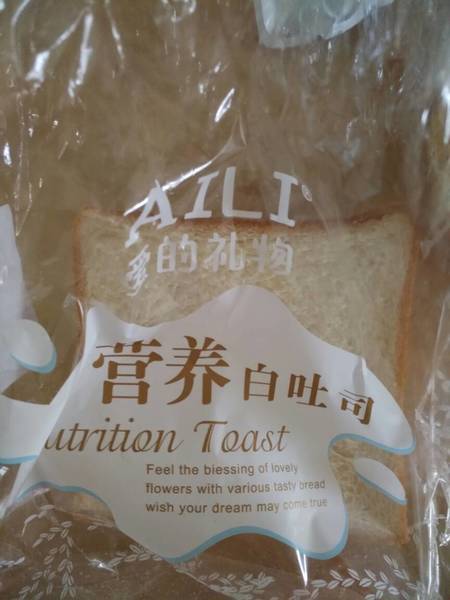 AILI
爱的礼物
营养白吐司
utrition Toast
Feel the blessing of lovely
flowers with various tasty bread
wish your dream may come true